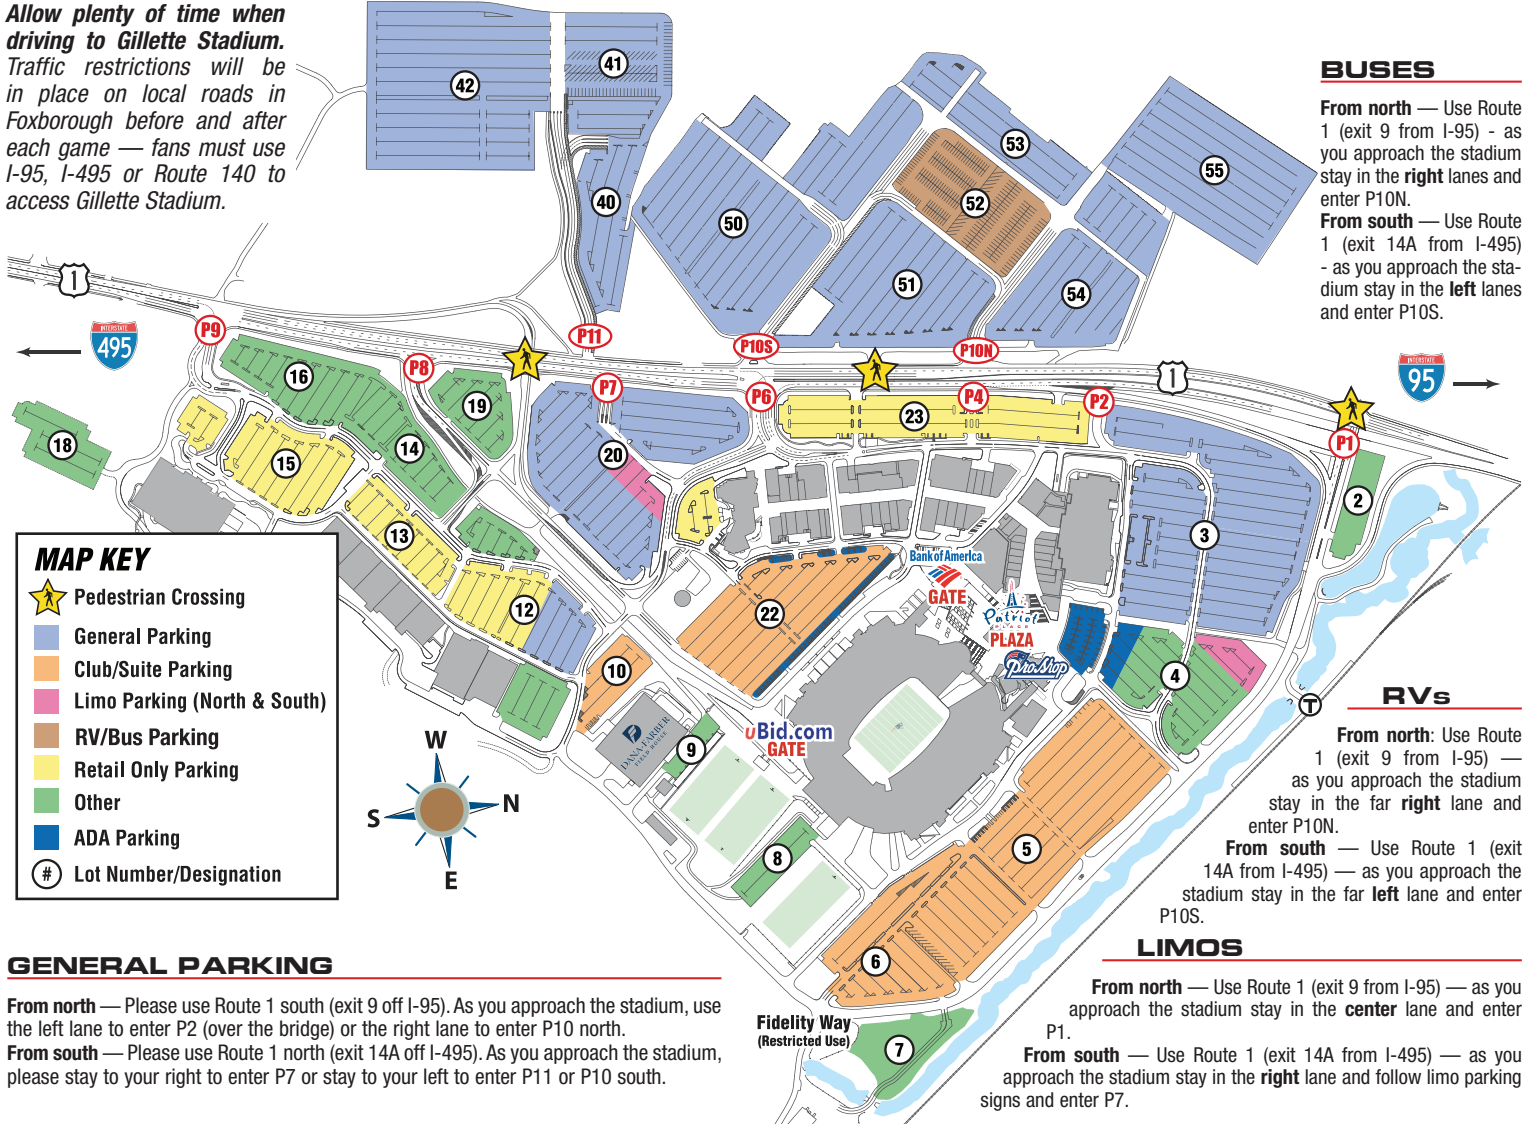 Allow plenty of time when
driving to Gillette Stadium.
Traffic restrictions will be
in place on local roads in
Foxborough before and after
each game — fans must use
I-95, I-495 or Route 140 to
access Gillette Stadium.
42
41
40
50
53
52
55
51
54
BUSES
From north — Use Route
1 (exit 9 from I-95) - as
you approach the stadium
stay in the right lanes and
enter P10N.
From south — Use Route
1 (exit 14A from I-495)
- as you approach the sta-
dium stay in the left lanes
and enter P10S.
1
INTERSTATE
495
P9
P8
P11
P10S
P10N
1
INTERSTATE
95
P7
P6
P4
P2
P1
16
19
18
15
14
20
23
2
3
13
12
22
10
9
8
4
5
6
7
Bank of America
GATE
Patriot
PLACE
PLAZA
ProShop
DANA-FARBER
FIELD HOUSE
uBid.com
GATE
T
MAP KEY
Pedestrian Crossing
General Parking
Club/Suite Parking
Limo Parking (North & South)
RV/Bus Parking
Retail Only Parking
Other
ADA Parking
# Lot Number/Designation
W
N
S
E
RVs
From north: Use Route
1 (exit 9 from I-95) —
as you approach the stadium
stay in the far right lane and
enter P10N.
From south — Use Route 1 (exit
14A from I-495) — as you approach the
stadium stay in the far left lane and enter
P10S.
LIMOS
From north — Use Route 1 (exit 9 from I-95) — as you
approach the stadium stay in the center lane and enter
P1.
From south — Use Route 1 (exit 14A from I-495) — as you
approach the stadium stay in the right lane and follow limo parking
signs and enter P7.
Fidelity Way
(Restricted Use)
GENERAL PARKING
From north — Please use Route 1 south (exit 9 off I-95). As you approach the stadium, use
the left lane to enter P2 (over the bridge) or the right lane to enter P10 north.
From south — Please use Route 1 north (exit 14A off I-495). As you approach the stadium,
please stay to your right to enter P7 or stay to your left to enter P11 or P10 south.